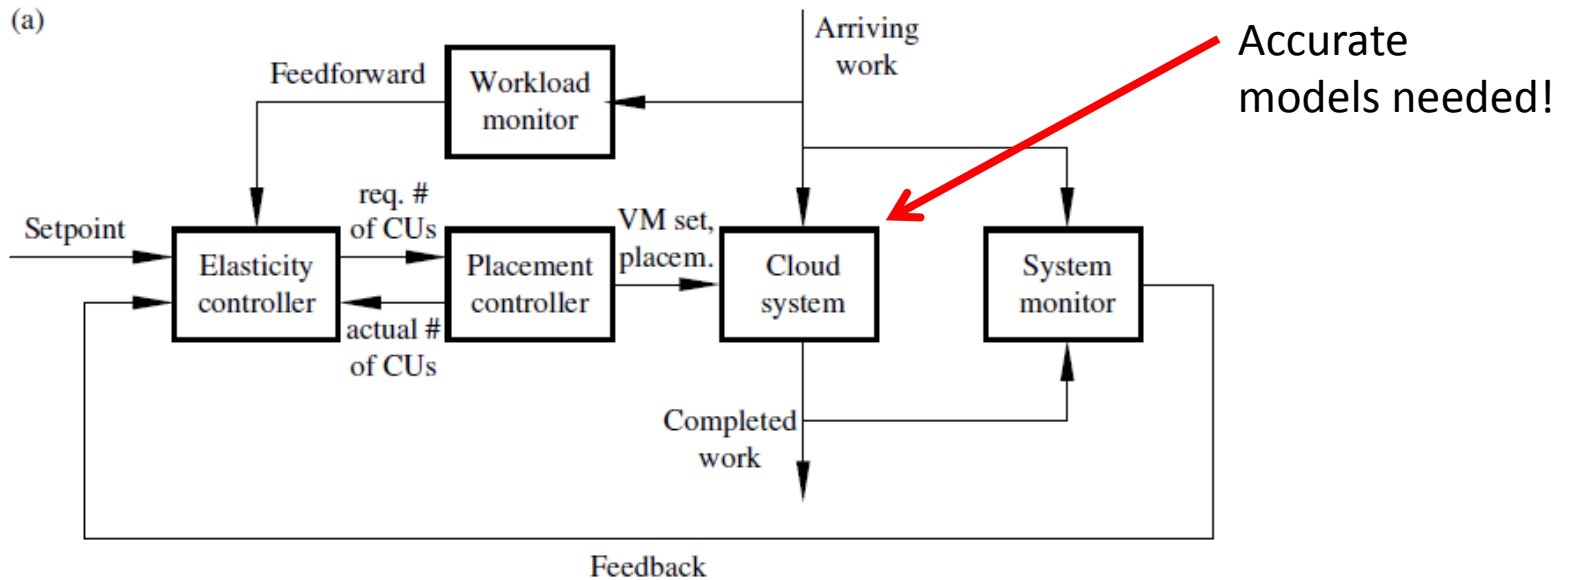 (a)
Arriving
work
Accurate
models needed!
Feedforward
Workload
monitor
Setpoint
req. #
of CUs
VM set,
placem.
Elasticity
controller
Placement
controller
Cloud
system
System
monitor
actual #
of CUs
Completed
work
Feedback